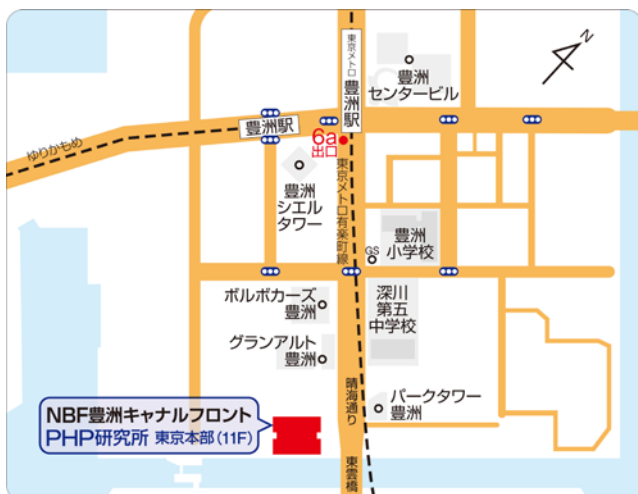 東京メトロ
豊洲駅
N
豊洲
センタービル
豊洲駅
6a
出口
ゆりかもめ
豊洲
シエル
タワー
東京メトロ有楽町線
豊洲
小学校
GS
ボルボカーズ
豊洲
深川
第五
中学校
グランアルト
豊洲
晴海通り
パークタワー
豊洲
NBF豊洲キャナルフロント
PHP研究所 東京本部(11F)
東雲橋